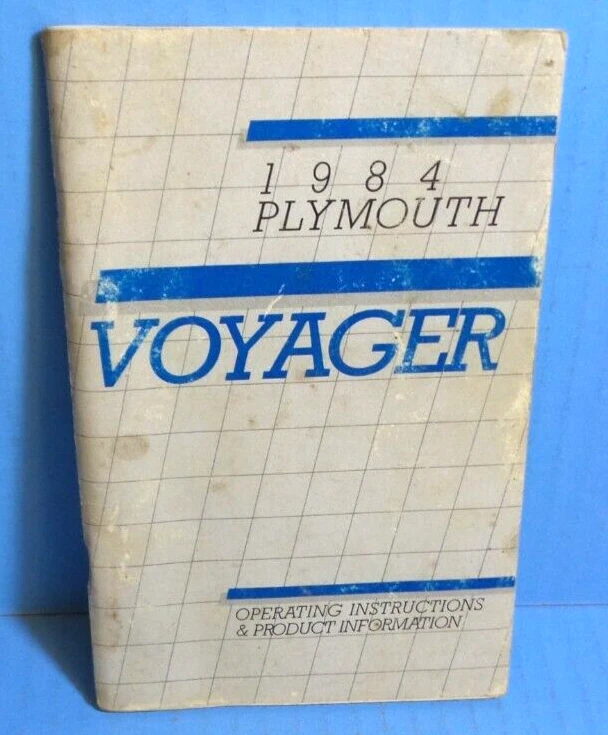 1 9 8 4
PLYMOUTH
VOYAGER
OPERATING INSTRUCTIONS
& PRODUCT INFORMATION